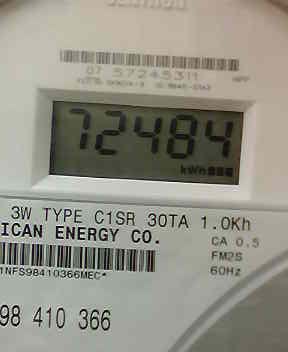 07 57245311
72484
kWh
3W TYPE C1SR 30TA 1.0Kh
ICAN ENERGY CO.
CA 0.5
FM2S
60Hz
1NFS98410366MEC*
98 410 366